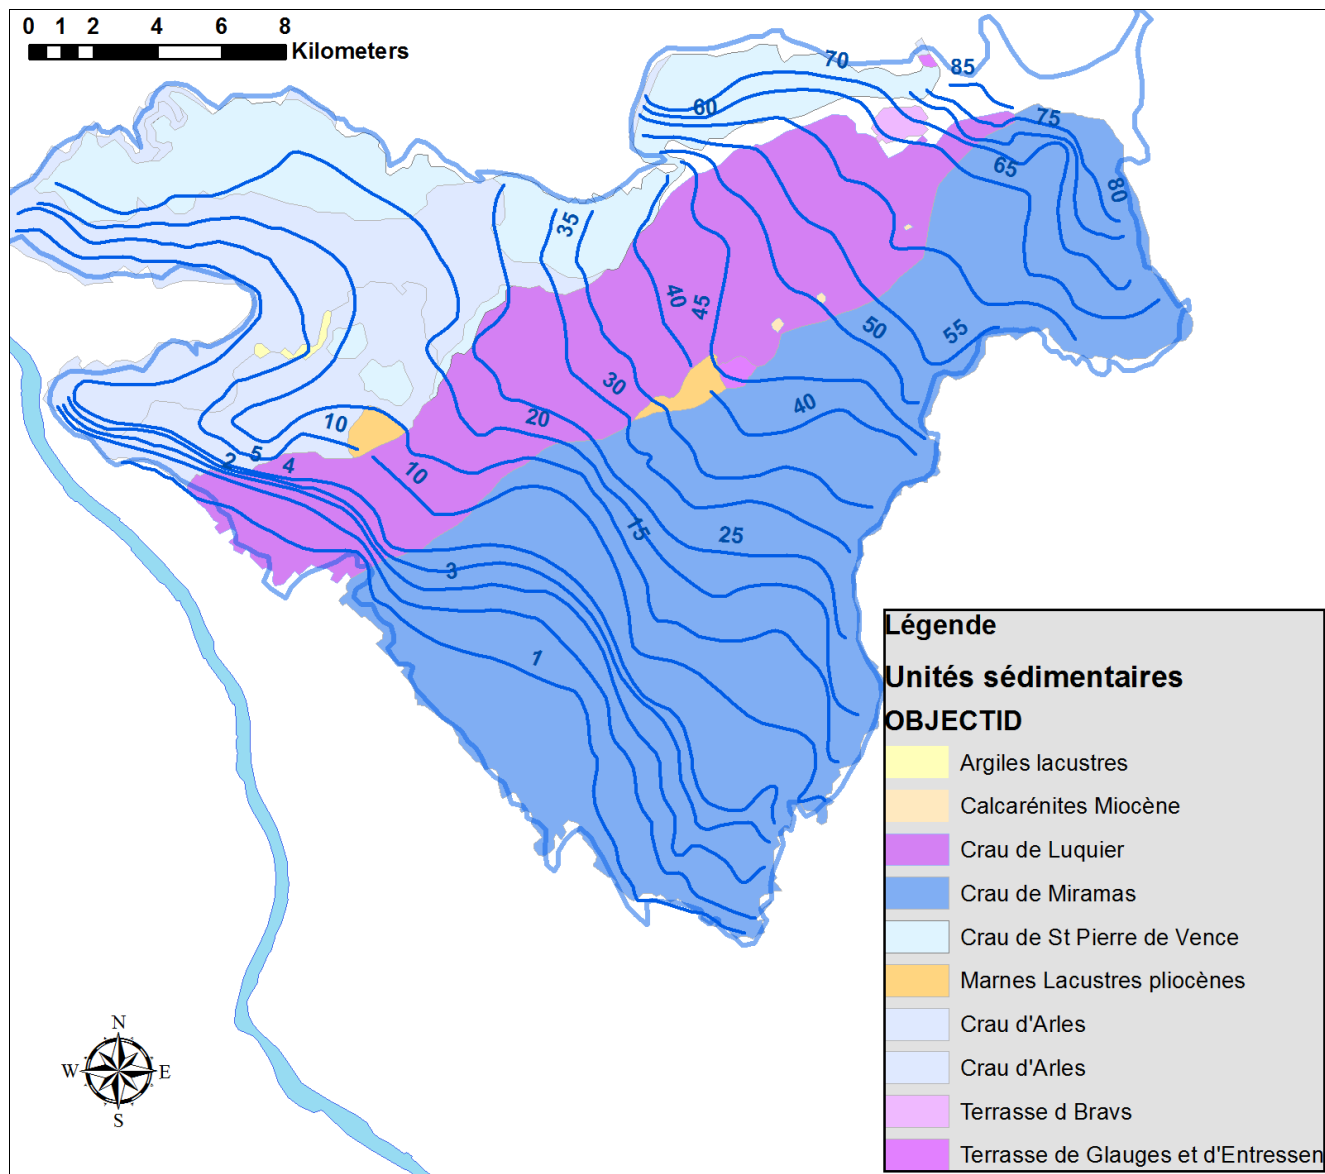 0 1 2 4 6 8
Kilometers
70
85
60
75
65
80
35
40
45
50
55
30
40
20
10
10
2
5
4
15
25
3
1
Légende
Unités sédimentaires
OBJECTID
Argiles lacustres
Calcarénites Miocène
Crau de Luquier
Crau de Miramas
Crau de St Pierre de Vence
Marnes Lacustres pliocènes
Crau d'Arles
Crau d'Arles
Terrasse d Bravs
Terrasse de Glauges et d'Entressen
N
W E
S